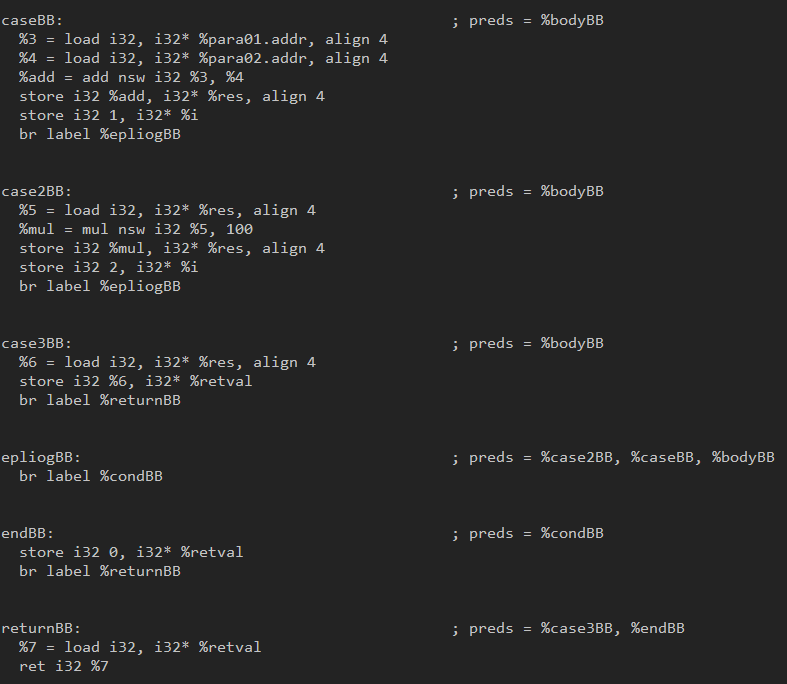 caseBB:                                           ; preds = %bodyBB
  %3 = load i32, i32* %para01.addr, align 4
  %4 = load i32, i32* %para02.addr, align 4
  %add = add nsw i32 %3, %4
  store i32 %add, i32* %res, align 4
  store i32 1, i32* %i
  br label %epliogBB
case2BB:                                          ; preds = %bodyBB
  %5 = load i32, i32* %res, align 4
  %mul = mul nsw i32 %5, 100
  store i32 %mul, i32* %res, align 4
  store i32 2, i32* %i
  br label %epliogBB
case3BB:                                          ; preds = %bodyBB
  %6 = load i32, i32* %res, align 4
  store i32 %6, i32* %retval
  br label %returnBB
epliogBB:                                         ; preds = %case2BB, %caseBB, %bodyBB
  br label %condBB
endBB:                                            ; preds = %condBB
  store i32 0, i32* %retval
  br label %returnBB
returnBB:                                         ; preds = %case3BB, %endBB
  %7 = load i32, i32* %retval
  ret i32 %7